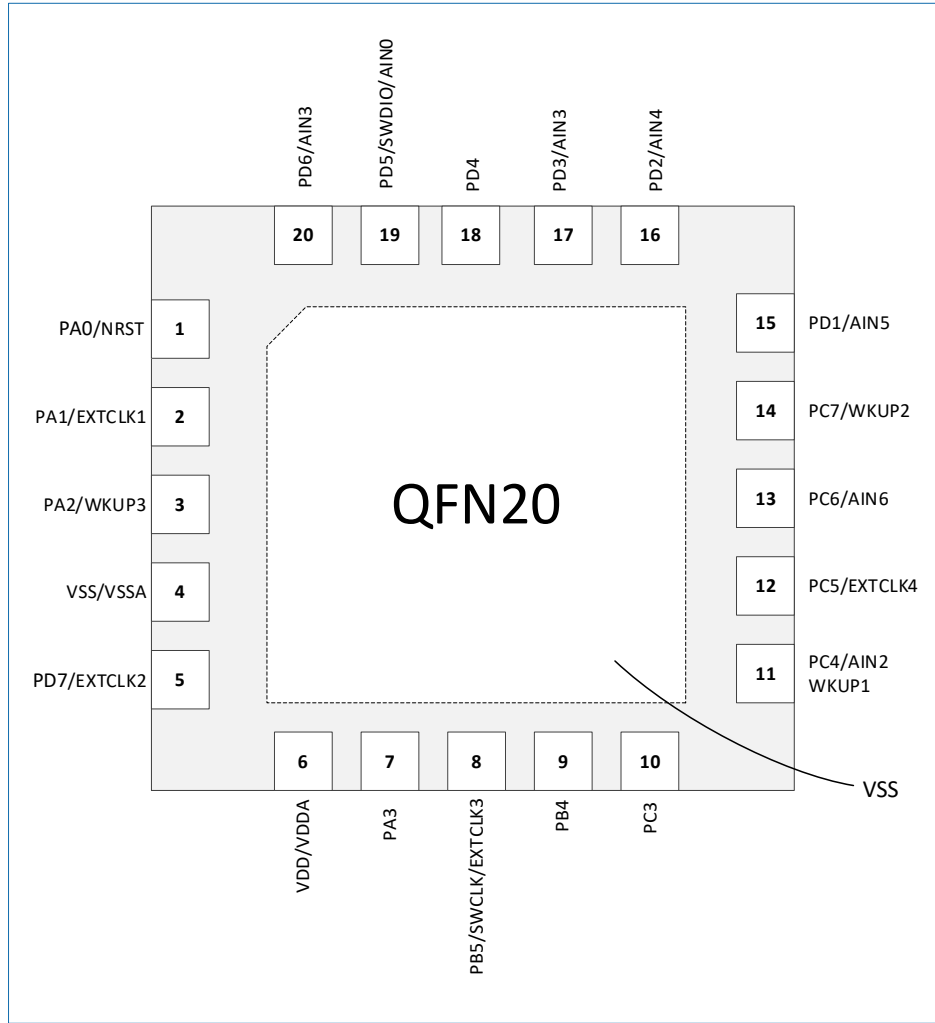 PD6/AIN3
PD5/SWDIO/AIN0
PD4
PD3/AIN3
PD2/AIN4
20
19
18
17
16
PA0/NRST
1
PA1/EXTCLK1
2
PA2/WKUP3
3
VSS/VSSA
4
PD7/EXTCLK2
5
QFN20
15
PD1/AIN5
14
PC7/WKUP2
13
PC6/AIN6
12
PC5/EXTCLK4
11
PC4/AIN2
WKUP1
6
7
8
9
10
VDD/VDDA
PA3
PB5/SWCLK/EXTCLK3
PB4
PC3
VSS